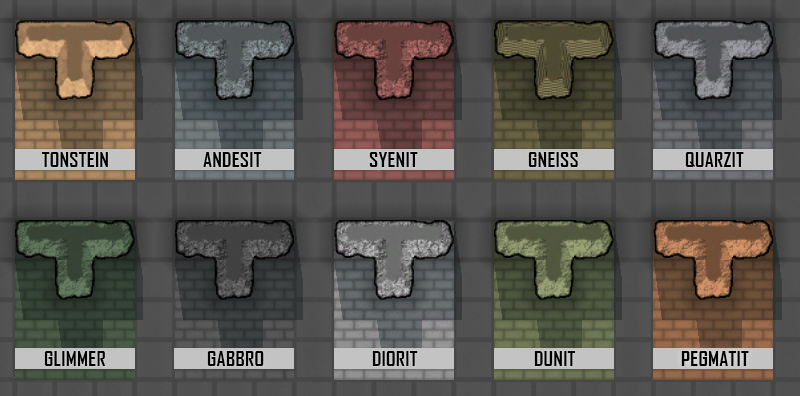 TONSTEIN
ANDESIT
SYENIT
GNEISS
QUARZIT
GLIMMER
GABBRO
DIORIT
DUNIT
PEGMATIT